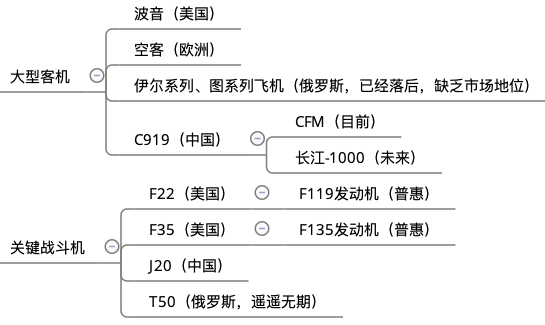 大型客机
波音（美国）
空客（欧洲）
伊尔系列、图系列飞机（俄罗斯，已经落后，缺乏市场地位）
C919（中国）
CFM（目前）
长江-1000（未来）
关键战斗机
F22（美国）
F119发动机（普惠）
F35（美国）
F135发动机（普惠）
J20（中国）
T50（俄罗斯，遥遥无期）